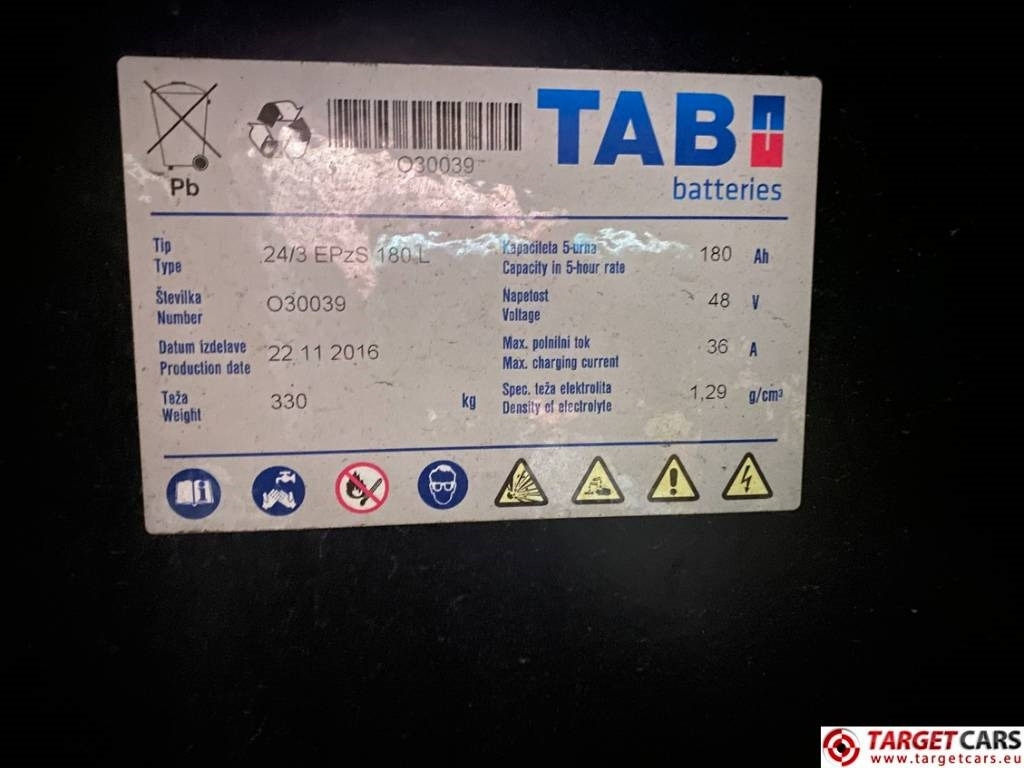 Pb
O30039
TAB
batteries
Tip
Type
24/3 EPzS 180 L
Številka
Number
O30039
Datum izdelave
Production date
22 11 2016
Teža
Weight
330 kg
Kapaciteta 5-urna
Capacity in 5-hour rate
180 Ah
Napetost
Voltage
48 V
Max. polnilni tok
Max. charging current
36 A
Spec. teža elektrolita
Density of electrolyte
1,29 g/cm³
TARGETCARS
www.targetcars.eu